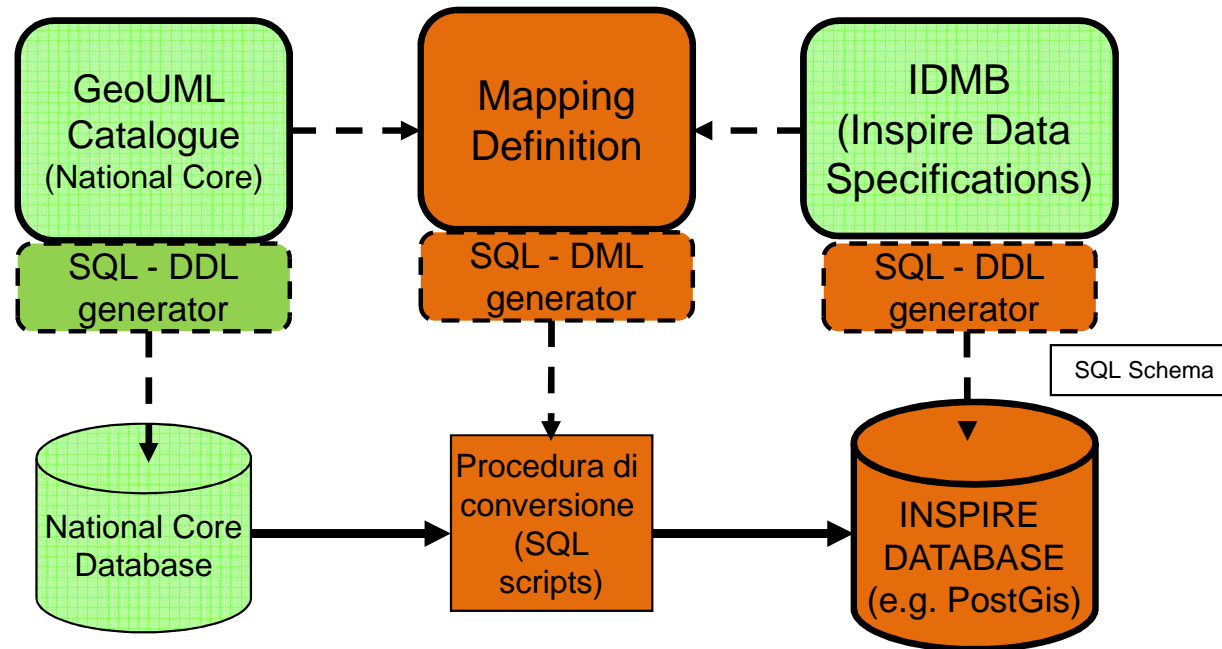 GeoUML
Catalogue
(National Core)
Mapping
Definition
IDMB
(Inspire Data
Specifications)
SQL - DDL
generator
SQL - DML
generator
SQL - DDL
generator
SQL Schema
National Core
Database
Procedura di
conversione
(SQL
scripts)
INSPIRE
DATABASE
(e.g. PostGis)